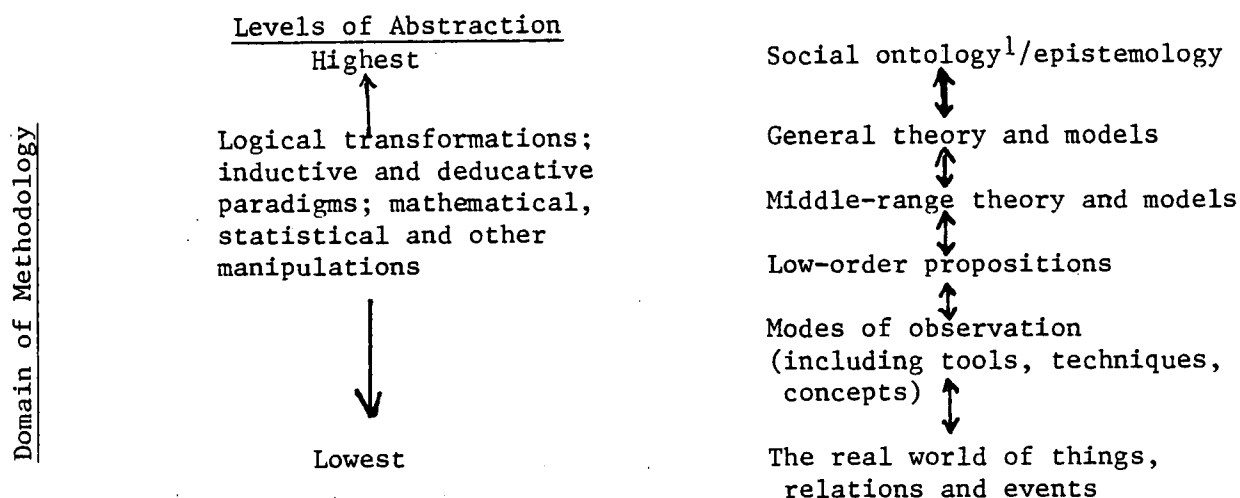 Levels of Abstraction
Highest
Logical transformations;
inductive and deducative
paradigms; mathematical,
statistical and other
manipulations
Lowest
Domain of Methodology
Social ontology¹/epistemology
General theory and models
Middle-range theory and models
Low-order propositions
Modes of observation
(including tools, techniques,
concepts)
The real world of things,
relations and events